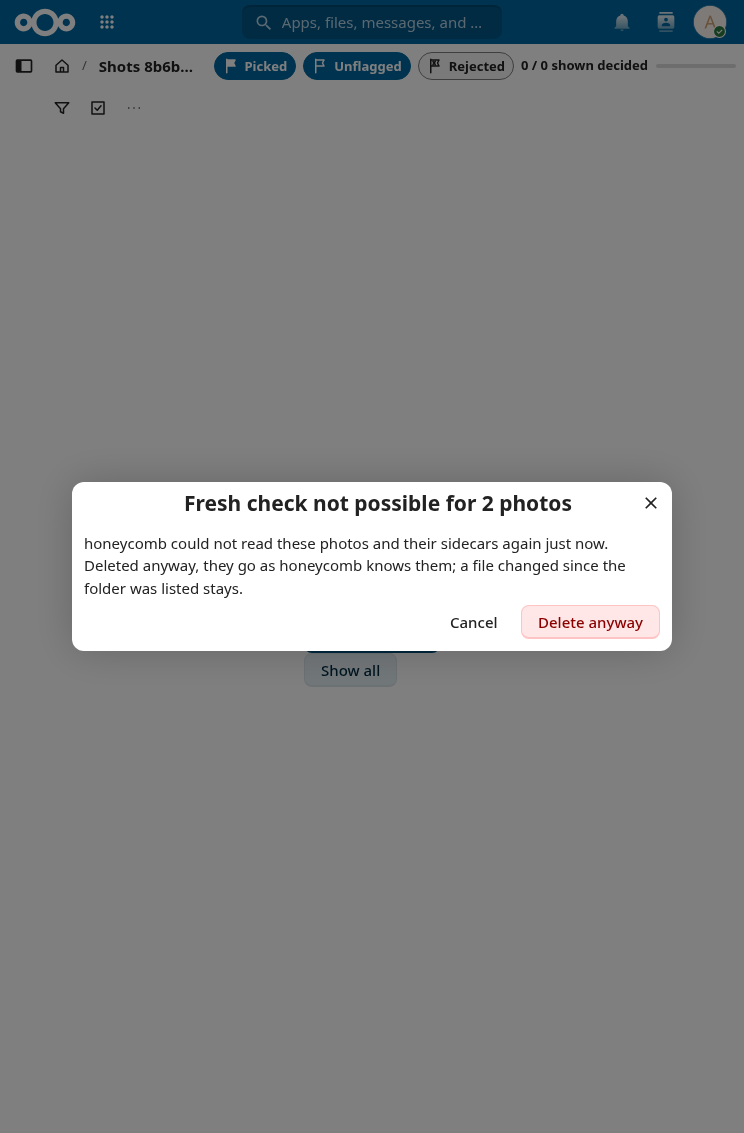 Apps, files, messages, and ...
A
/ Shots 8b6b... Picked Unflagged Rejected 0 / 0 shown decided
Fresh check not possible for 2 photos
honeycomb could not read these photos and their sidecars again just now.
Deleted anyway, they go as honeycomb knows them; a file changed since the
folder was listed stays.
Cancel Delete anyway
Show all